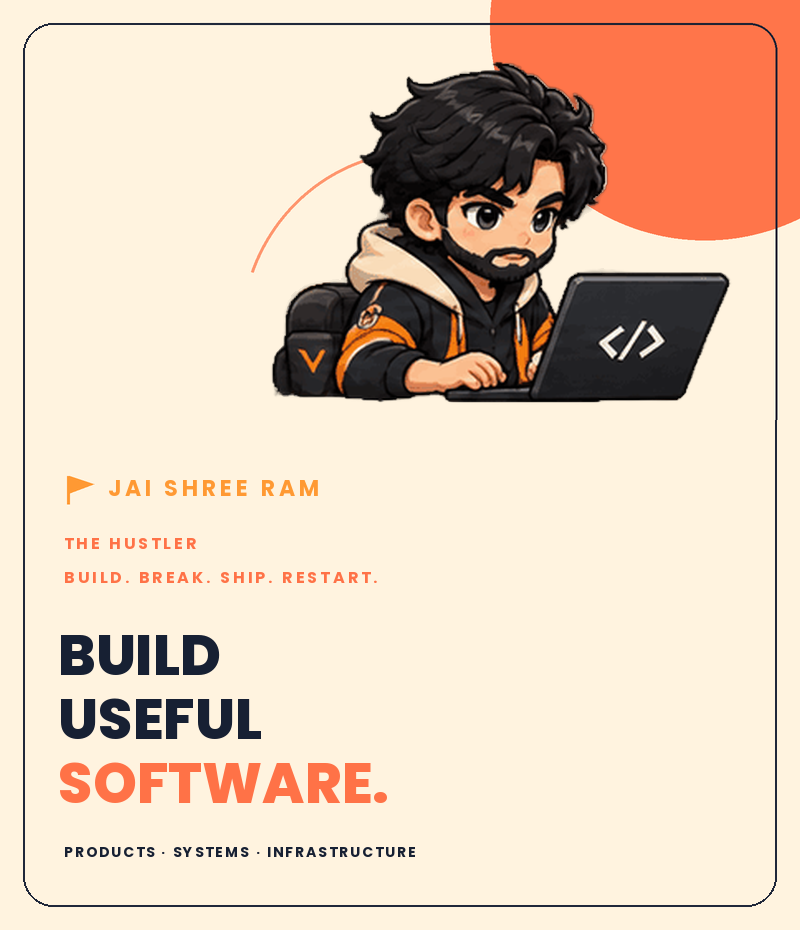 </>
JAI SHREE RAM
THE HUSTLER
BUILD. BREAK. SHIP. RESTART.
BUILD
USEFUL
SOFTWARE.
PRODUCTS · SYSTEMS · INFRASTRUCTURE